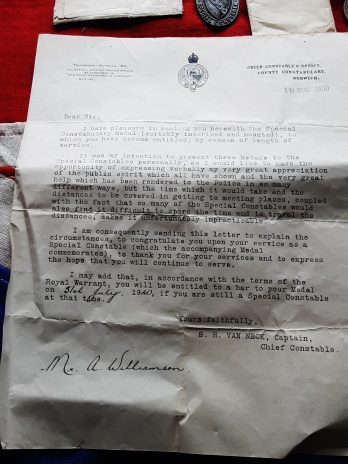 CHIEF CONSTABLE'S OFFICE,
COUNTY CONSTABULARY,
NORWICH.
NOV 1930
Dear Sir,
I have pleasure in sending you herewith the Special
Constabulary Medal (suitably inscribed and mounted), to
which you have become entitled, by reason of length of
service.
It was my intention to present these Medals to the
Special Constables personally, as I would like to have the
opportunity of expressing verbally my very great appreciation
of the public spirit which all have shown and the very great
help which has been rendered to the Police in so many
different ways, but the time which it would take and the
distances to be covered in getting to meeting places, coupled
with the fact that so many of the Special Constables would
also find it difficult to spare the time and to travel the
distances, makes it unfortunately impracticable.
I am consequently sending this letter to explain the
circumstances, to congratulate you upon your service as a
Special Constable (which the accompanying Medal
commemorates), to thank you for your services and to express
the hope that you will continue to serve.
I may add that, in accordance with the terms of the
Royal Warrant, you will be entitled to a bar to your Medal
on 31st July, 1940, if you are still a Special Constable
at that time.
Yours faithfully,
S. H. VAN NECK, Captain,
Chief Constable.
Mr. A. Williamson.